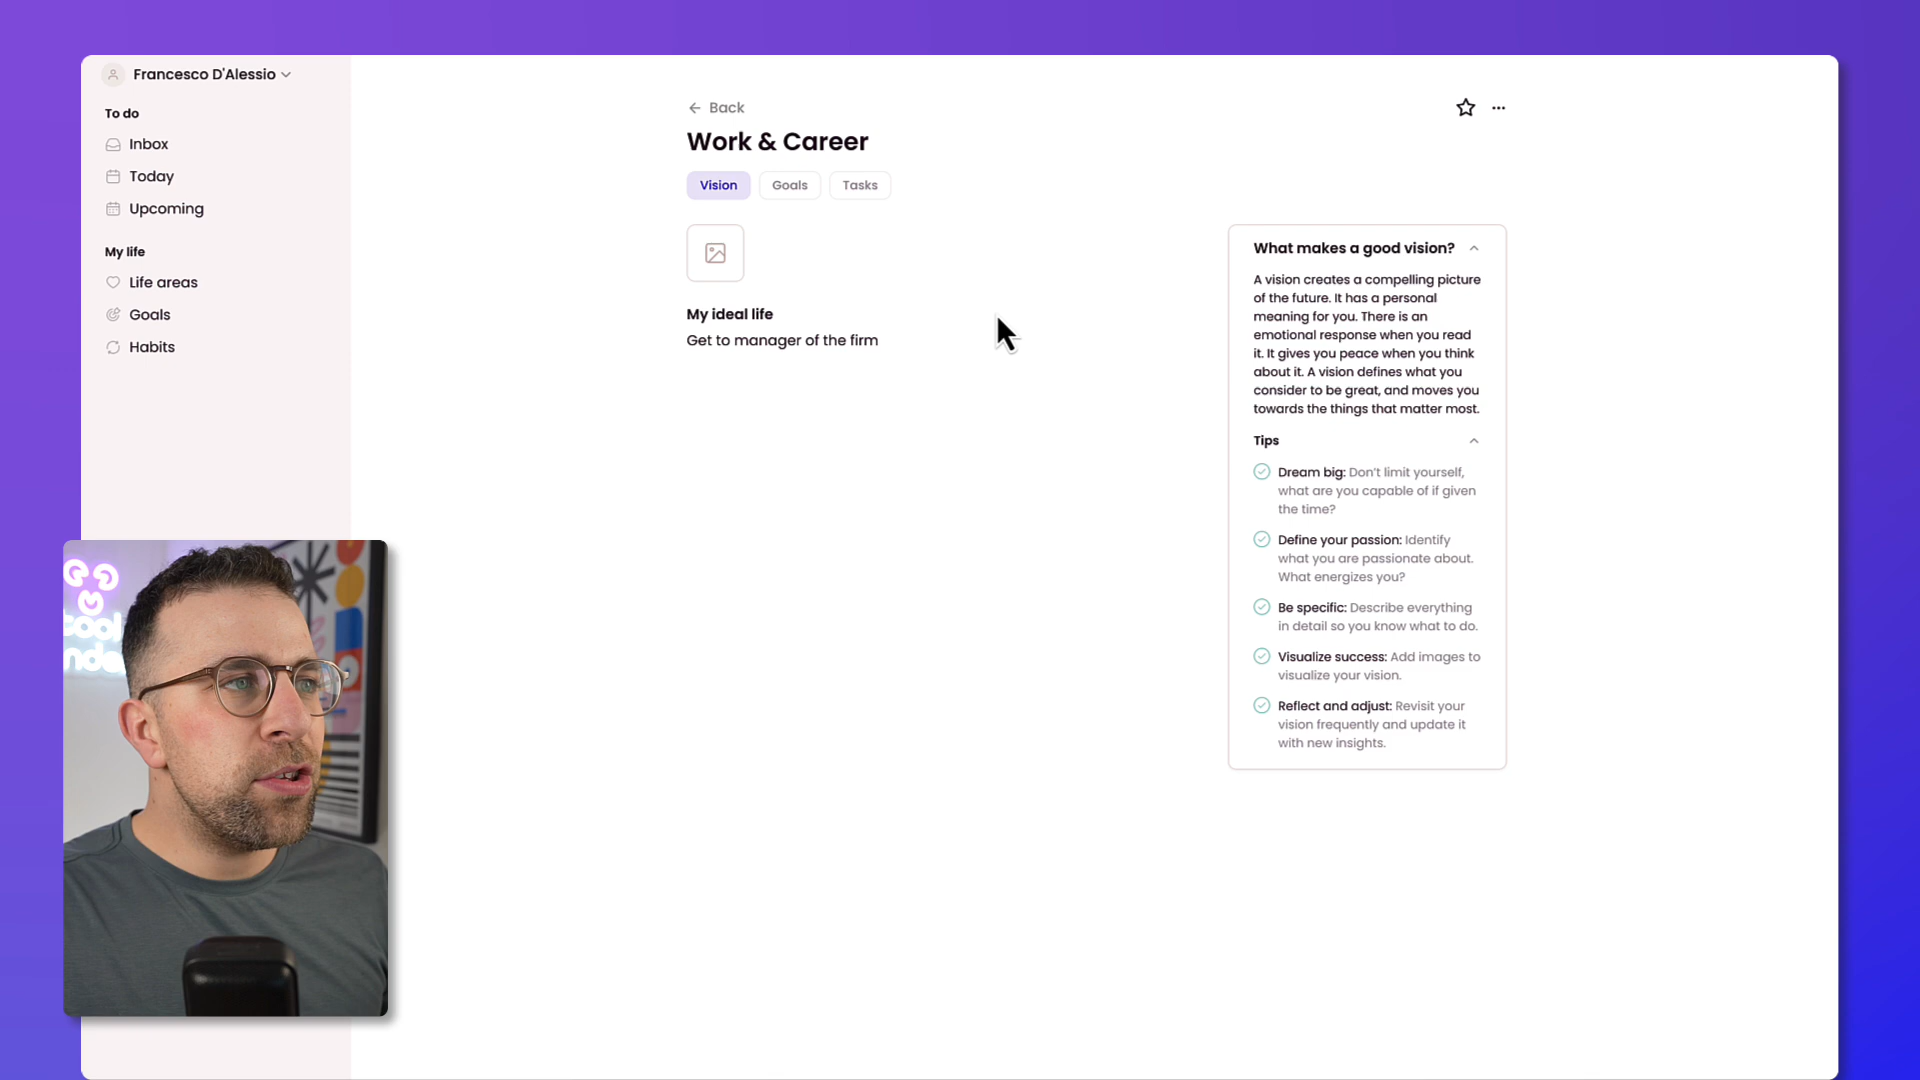 Francesco D'Alessio
To do
Inbox
Today
Upcoming
My life
Life areas
Goals
Habits
Back
Work & Career
Vision
Goals
Tasks
My ideal life
Get to manager of the firm
What makes a good vision?
A vision creates a compelling picture
of the future. It has a personal
meaning for you. There is an
emotional response when you read
it. It gives you peace when you think
about it. A vision defines what you
consider to be great, and moves you
towards the things that matter most.
Tips
Dream big: Don't limit yourself,
what are you capable of if given
the time?
Define your passion: Identify
what you are passionate about.
What energizes you?
Be specific: Describe everything
in detail so you know what to do.
Visualize success: Add images to
visualize your vision.
Reflect and adjust: Revisit your
vision frequently and update it
with new insights.
tool